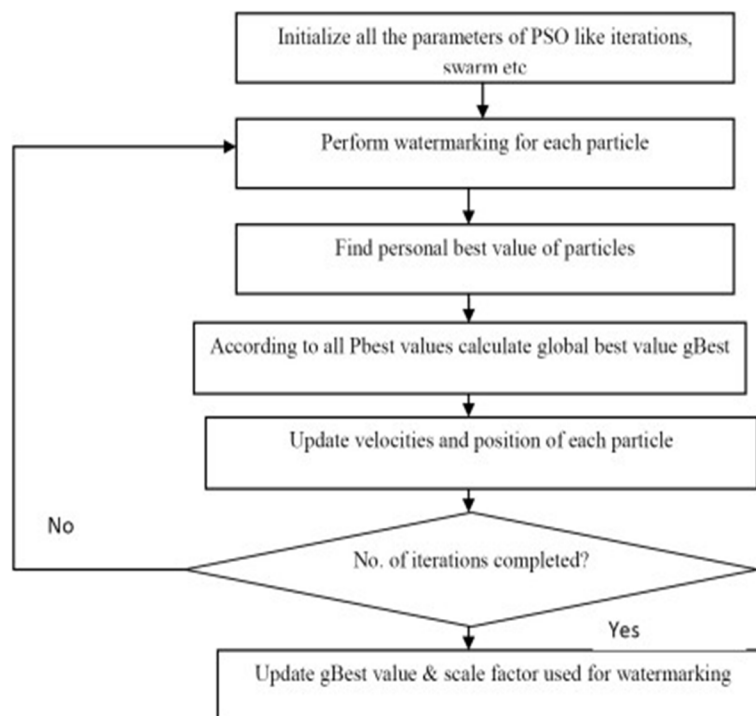 Initialize all the parameters of PSO like iterations,
swarm etc
Perform watermarking for each particle
Find personal best value of particles
According to all Pbest values calculate global best value gBest
Update velocities and position of each particle
No
No. of iterations completed?
Yes
Update gBest value & scale factor used for watermarking